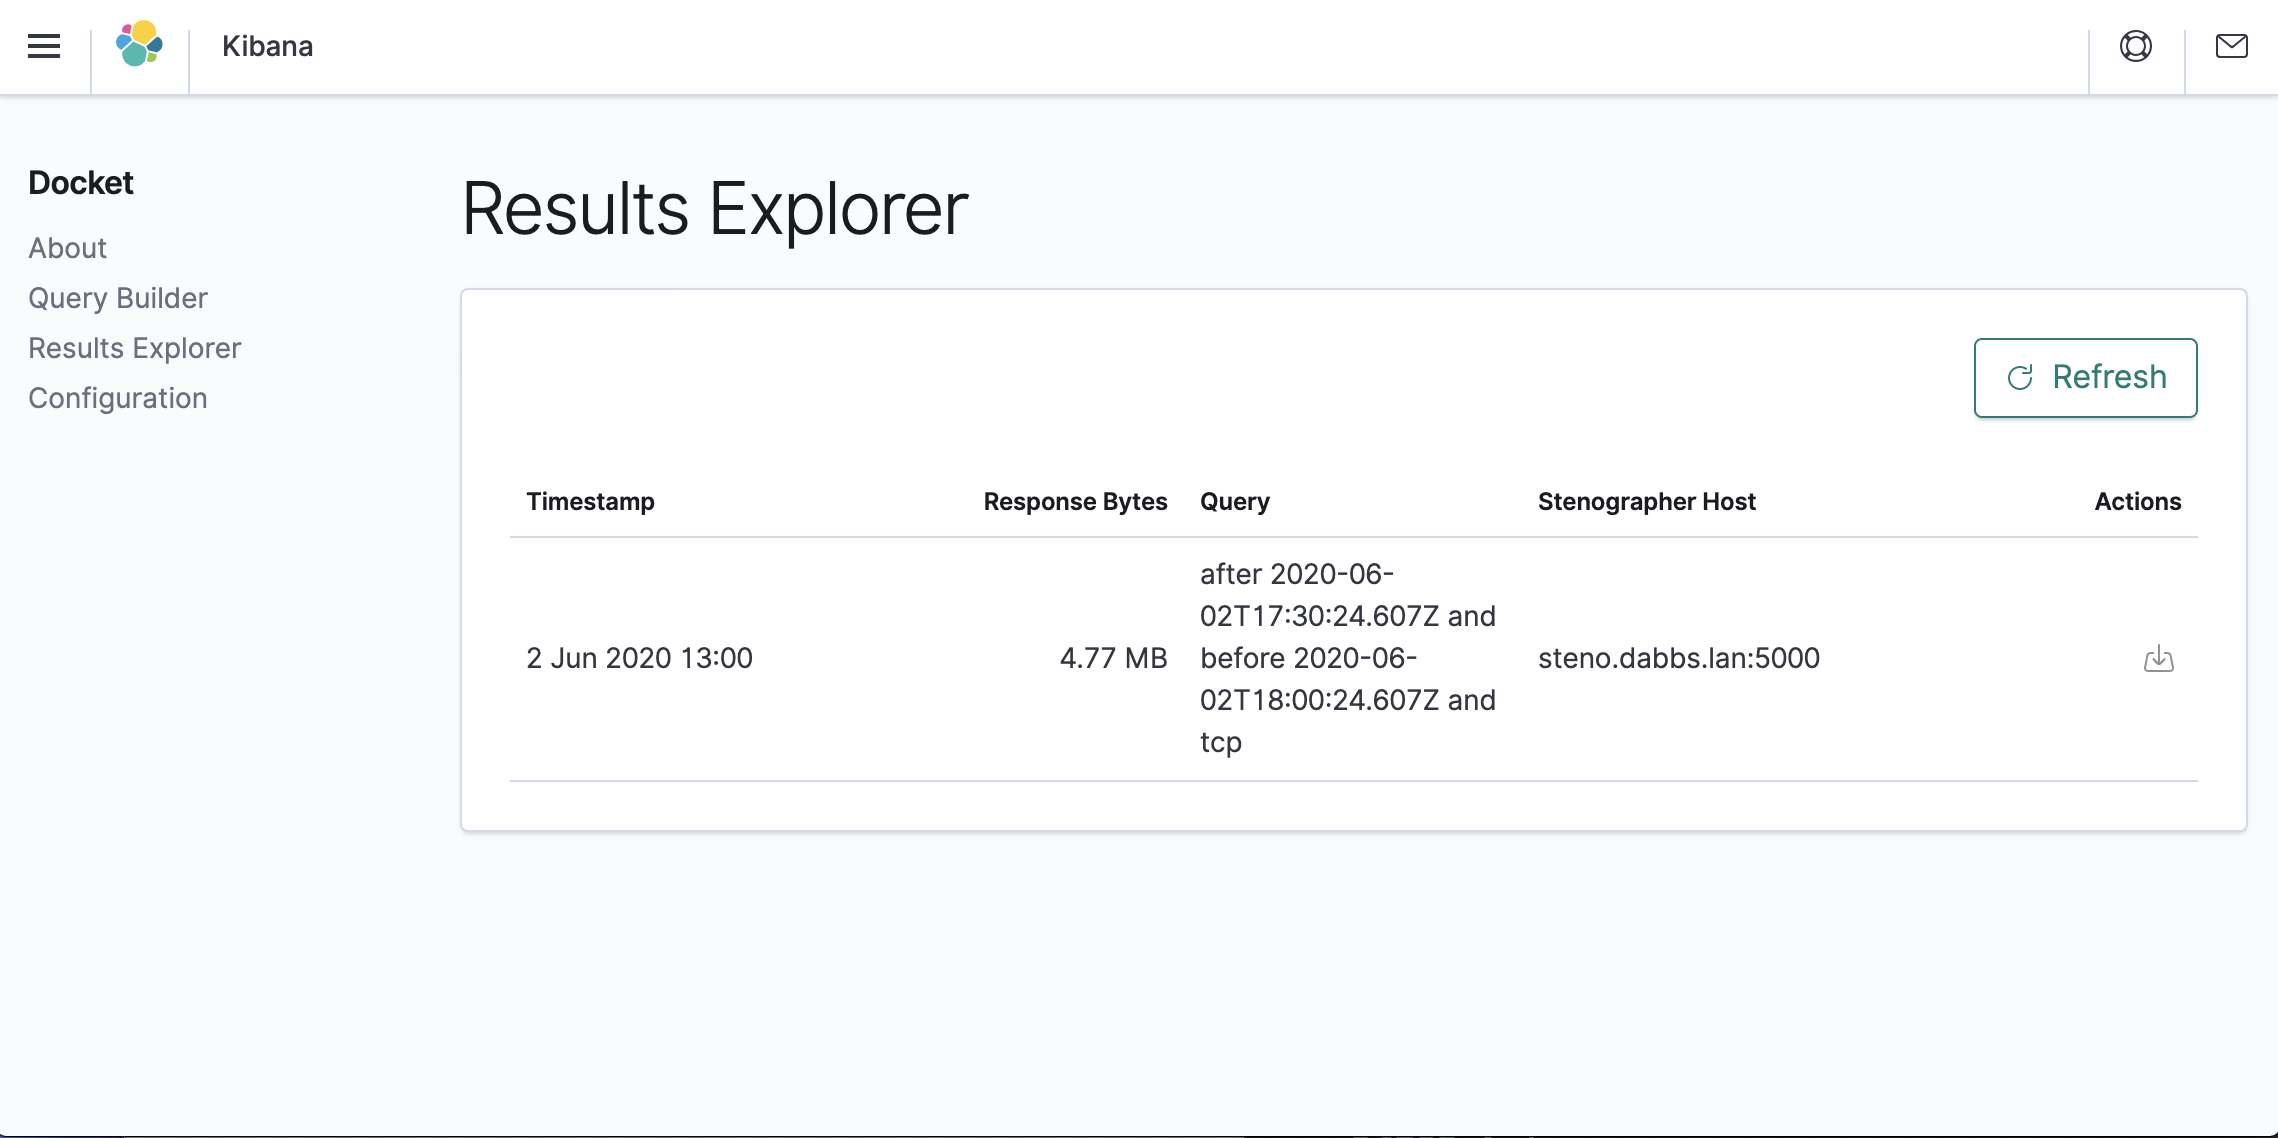 Kibana
Docket
About
Query Builder
Results Explorer
Configuration
Results Explorer
Refresh
Timestamp Response Bytes Query Stenographer Host Actions
after 2020-06-
02T17:30:24.607Z and
2 Jun 2020 13:00 4.77 MB before 2020-06- steno.dabbs.lan:5000
02T18:00:24.607Z and
tcp